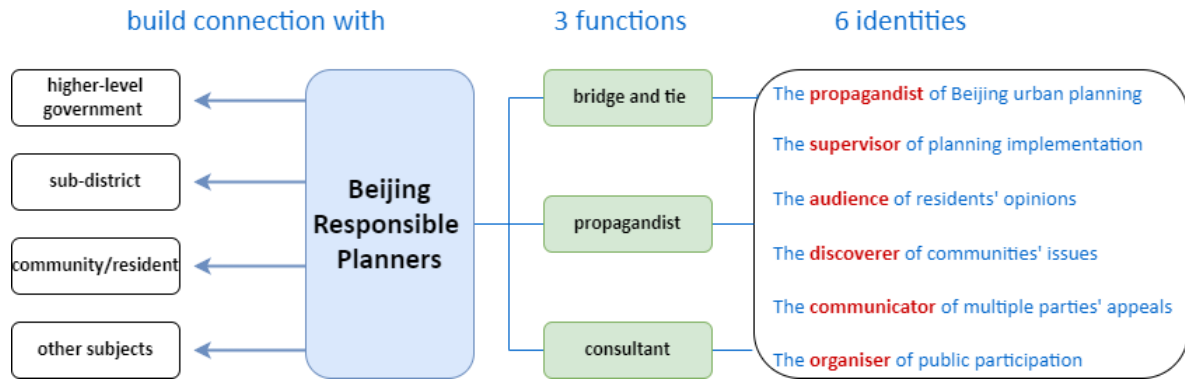 build connection with
3 functions
6 identities
higher-level
government
sub-district
community/resident
other subjects
Beijing
Responsible
Planners
bridge and tie
propagandist
consultant
The propagandist of Beijing urban planning
The supervisor of planning implementation
The audience of residents' opinions
The discoverer of communities' issues
The communicator of multiple parties' appeals
The organiser of public participation